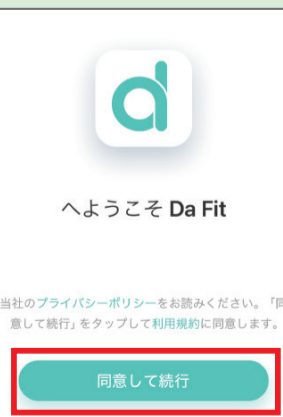 へようこそ Da Fit
当社のプライバシーポリシーをお読みください。「同
意して続行」をタップして利用規約に同意します。
同意して続行